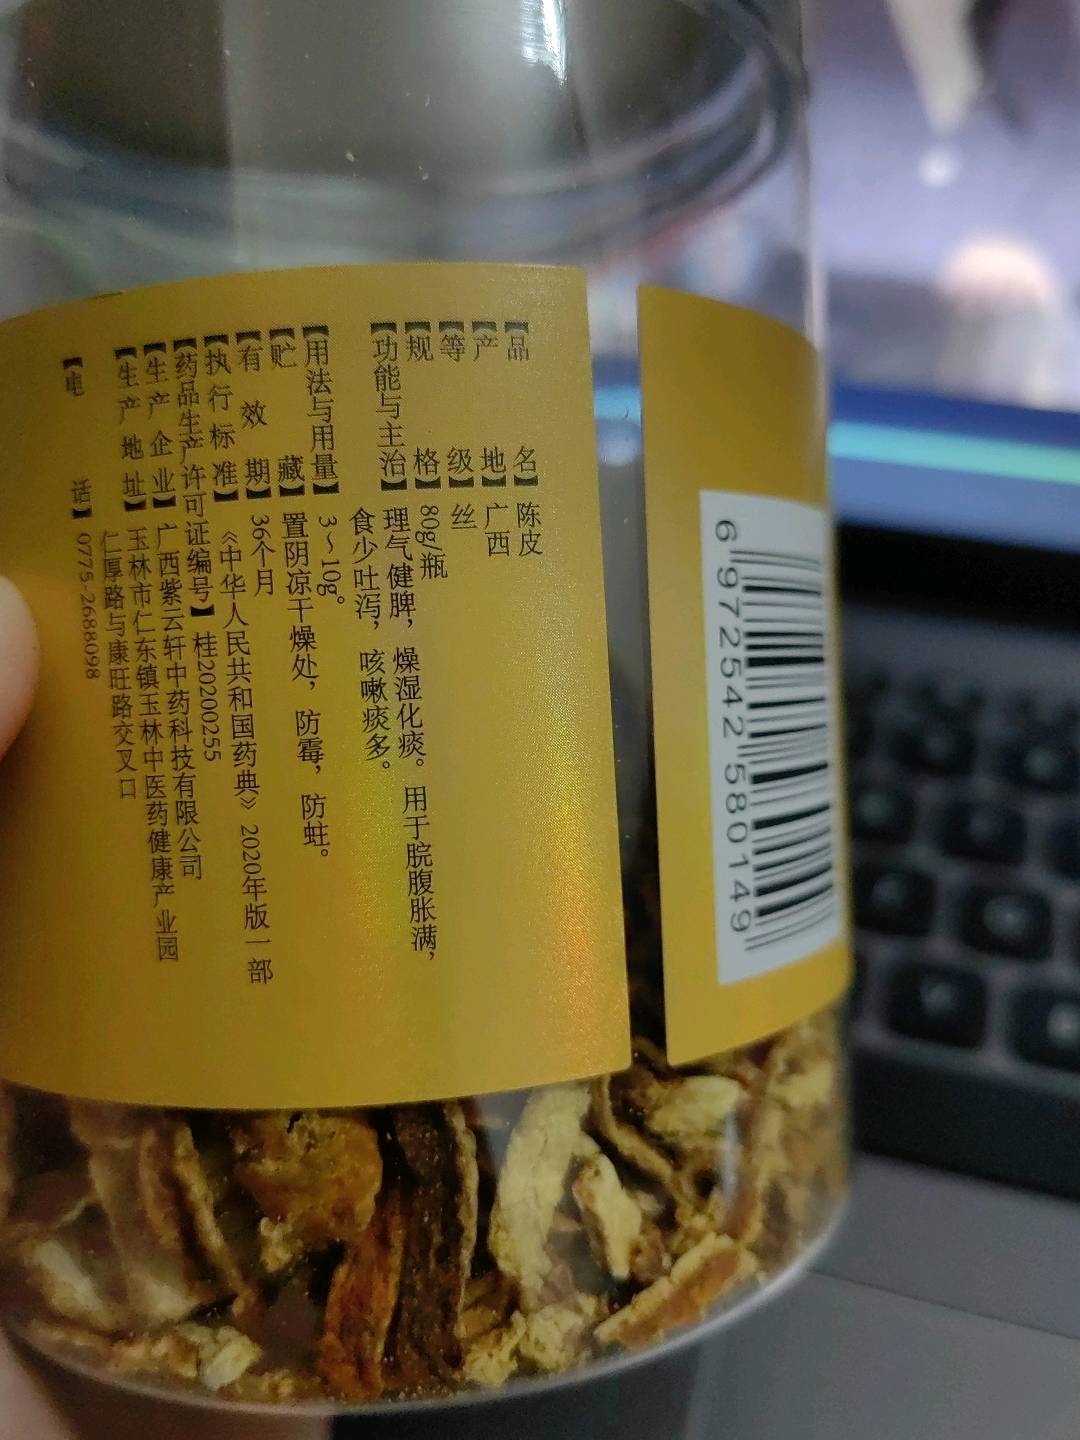 【品名】陈皮
【产地】广西
【等级】丝
【规格】80g/瓶
【功能与主治】理气健脾，燥湿化痰。用于脘腹胀满，
食少吐泻，咳嗽痰多。
【用法与用量】3~10g。
【贮藏】置阴凉干燥处，防霉，防蛀。
【有效期】36个月
【执行标准】《中华人民共和国药典》2020年版一部
【药品生产许可证编号】桂20200255
【生产企业】广西紫云轩中药科技有限公司
【生产地址】玉林市仁东镇玉林中医药健康产业园
仁厚路与康旺路交叉口
【电话】0775-2688098
6972542580149